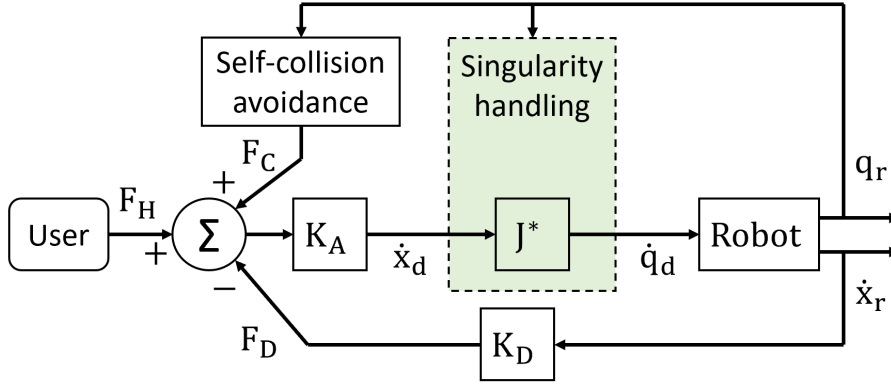 Self-collision
avoidance
Singularity
handling
F_C
q_r
F_H
+
User
+
Σ
K_A
ẋ_d
J*
q̇_d
Robot
−
ẋ_r
F_D
K_D